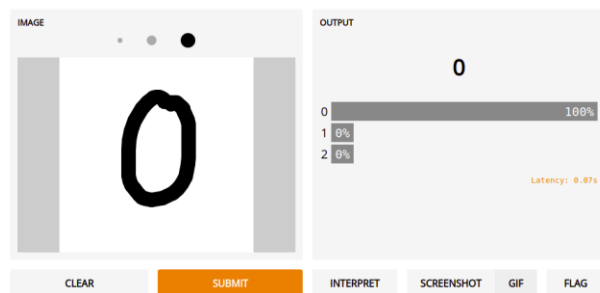 IMAGE
0
OUTPUT
0
0 100%
1 0%
2 0%
Latency: 0.07s
CLEAR SUBMIT INTERPRET SCREENSHOT GIF FLAG